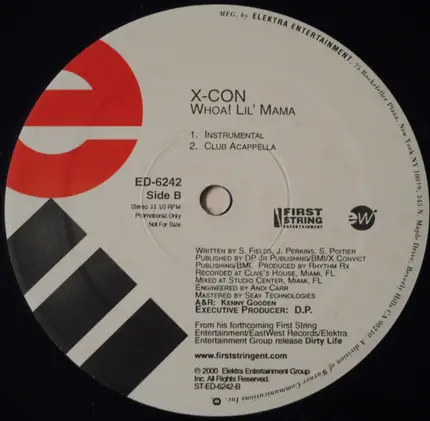 MFG. by ELEKTRA ENTERTAINMENT, 75 Rockefeller Plaza, New York NY 10019, 345 N. Maple Drive, Beverly Hills CA 90210. A division of Warner Communications Inc.
e
X-CON
WHOA! LIL' MAMA
1. INSTRUMENTAL
2. CLUB ACAPPELLA
ED-6242
Side B
Stereo 33 1/3 RPM
Promotional Only
Not For Sale
FIRST
STRING
ENTERTAINMENT
ew
WRITTEN BY S. FIELDS, J. PERKINS, S. POITIER
PUBLISHED BY DP JR PUBLISHING/BMI/X CONVICT
PUBLISHING/BMI. PRODUCED BY RHYTHM RX
RECORDED AT CLIVE'S HOUSE, MIAMI, FL
MIXED AT STUDIO CENTER, MIAMI, FL
ENGINEERED BY ANDI CARR
MASTERED BY SEAY TECHNOLOGIES
A&R: KENNY GOODEN
EXECUTIVE PRODUCER: D.P.
From his forthcoming First String
Entertainment/EastWest Records/Elektra
Entertainment Group release Dirty Life
www.firststringent.com
℗ 2000 Elektra Entertainment Group
Inc. All Rights Reserved.
ST-ED-6242-B